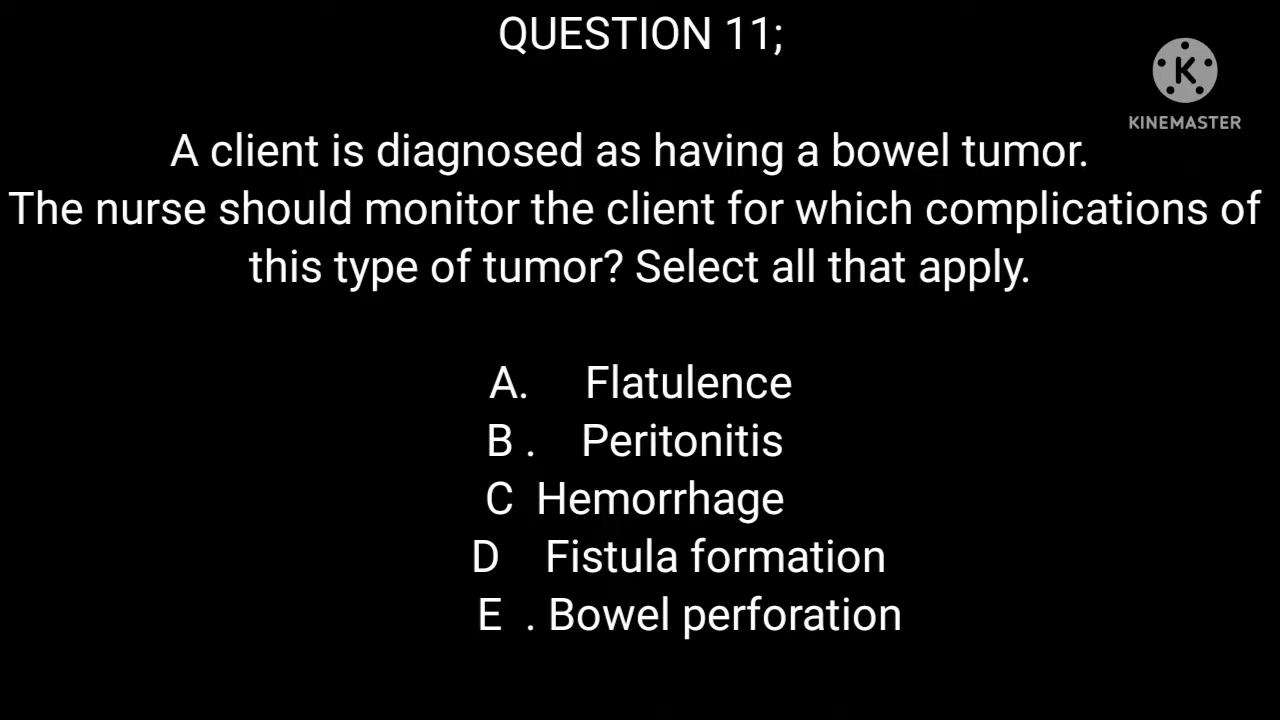 QUESTION 11;
K
KINEMASTER
A client is diagnosed as having a bowel tumor.
The nurse should monitor the client for which complications of
this type of tumor? Select all that apply.
A. Flatulence
B . Peritonitis
C Hemorrhage
D Fistula formation
E . Bowel perforation